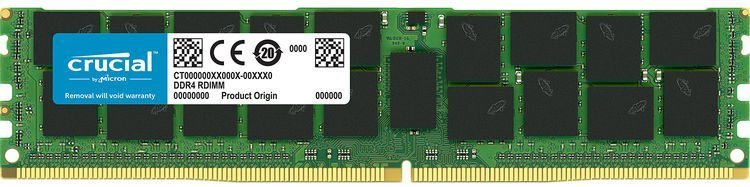 crucial
by Micron
Removal will void warranty
CE
20
0000
CT000000XX000X-00XXX0
DDR4 RDIMM
00000000 Product Origin 000000